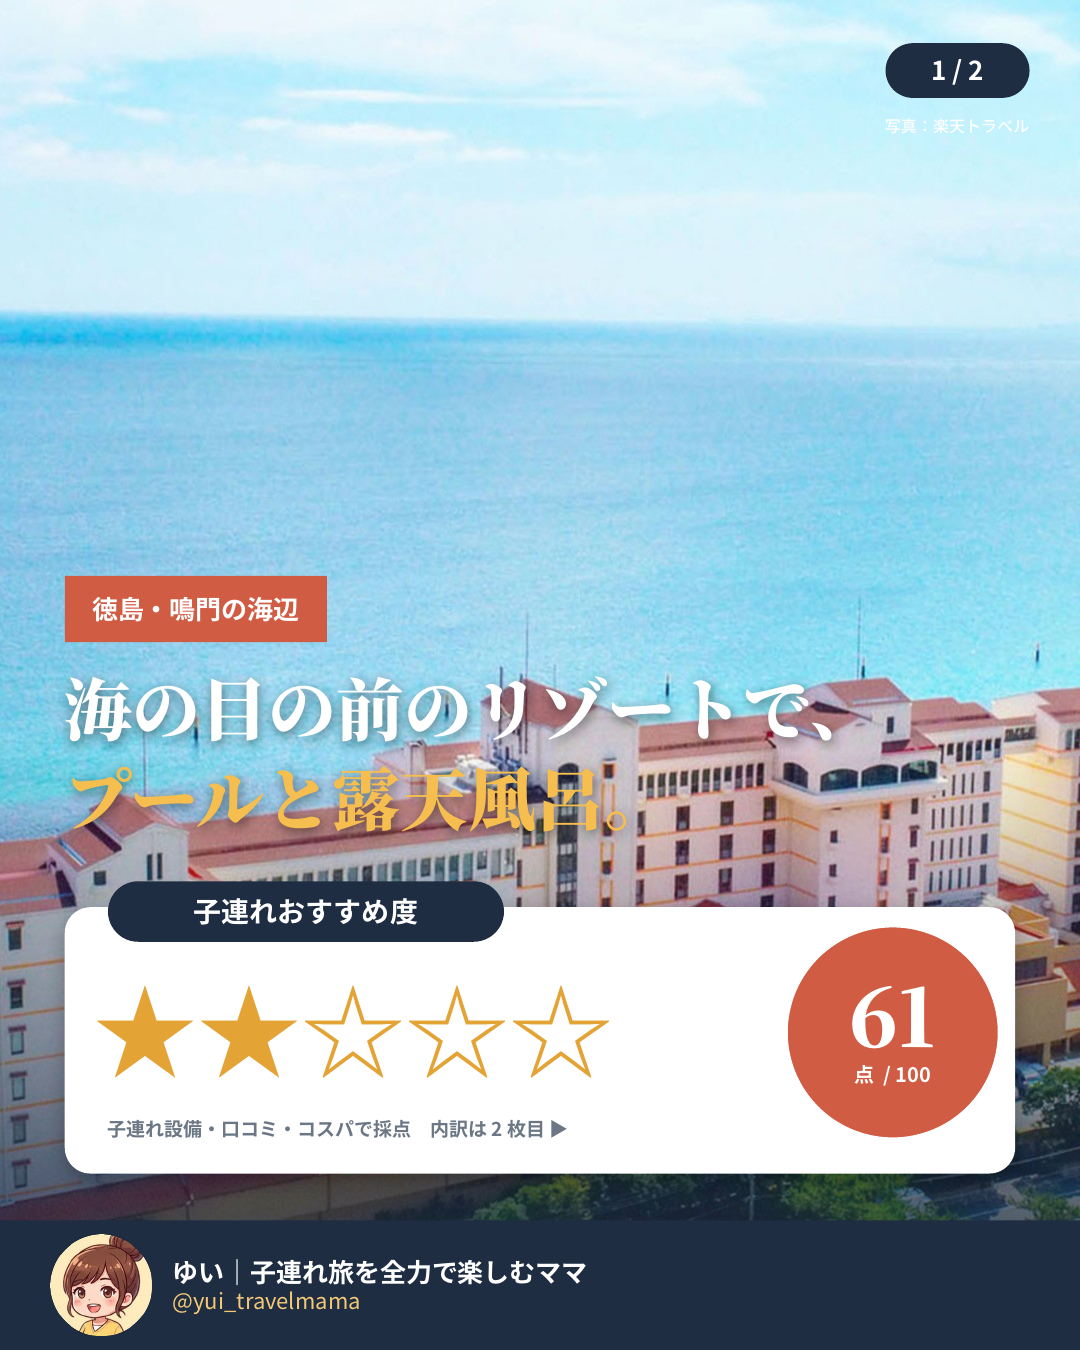 1 / 2
写真：楽天トラベル
徳島・鳴門の海辺
海の目の前のリゾートで、
プールと露天風呂。
子連れおすすめ度
61
点 / 100
子連れ設備・口コミ・コスパで採点　内訳は 2 枚目 ▶
ゆい｜子連れ旅を全力で楽しむママ
@yui_travelmama